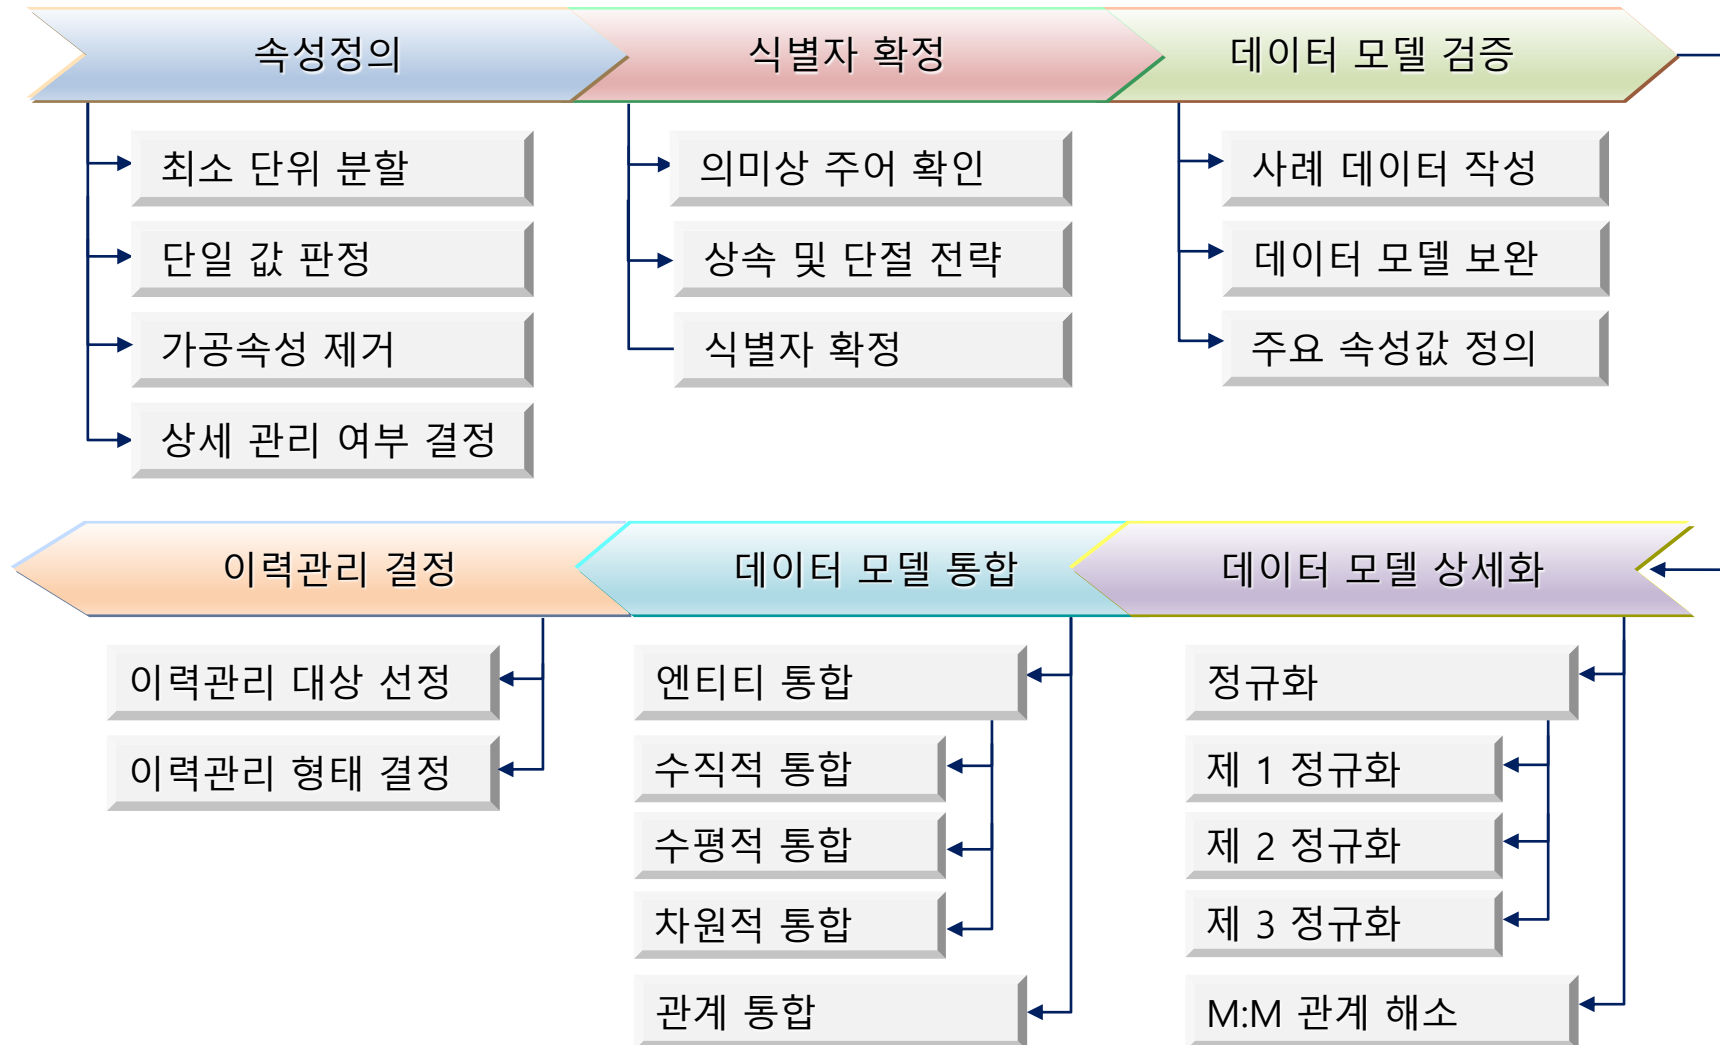 속성정의
식별자 확정
데이터 모델 검증
최소 단위 분할
단일 값 판정
가공속성 제거
상세 관리 여부 결정
의미상 주어 확인
상속 및 단절 전략
식별자 확정
사례 데이터 작성
데이터 모델 보완
주요 속성값 정의
이력관리 결정
데이터 모델 통합
데이터 모델 상세화
이력관리 대상 선정
이력관리 형태 결정
엔티티 통합
수직적 통합
수평적 통합
차원적 통합
관계 통합
정규화
제 1 정규화
제 2 정규화
제 3 정규화
M:M 관계 해소